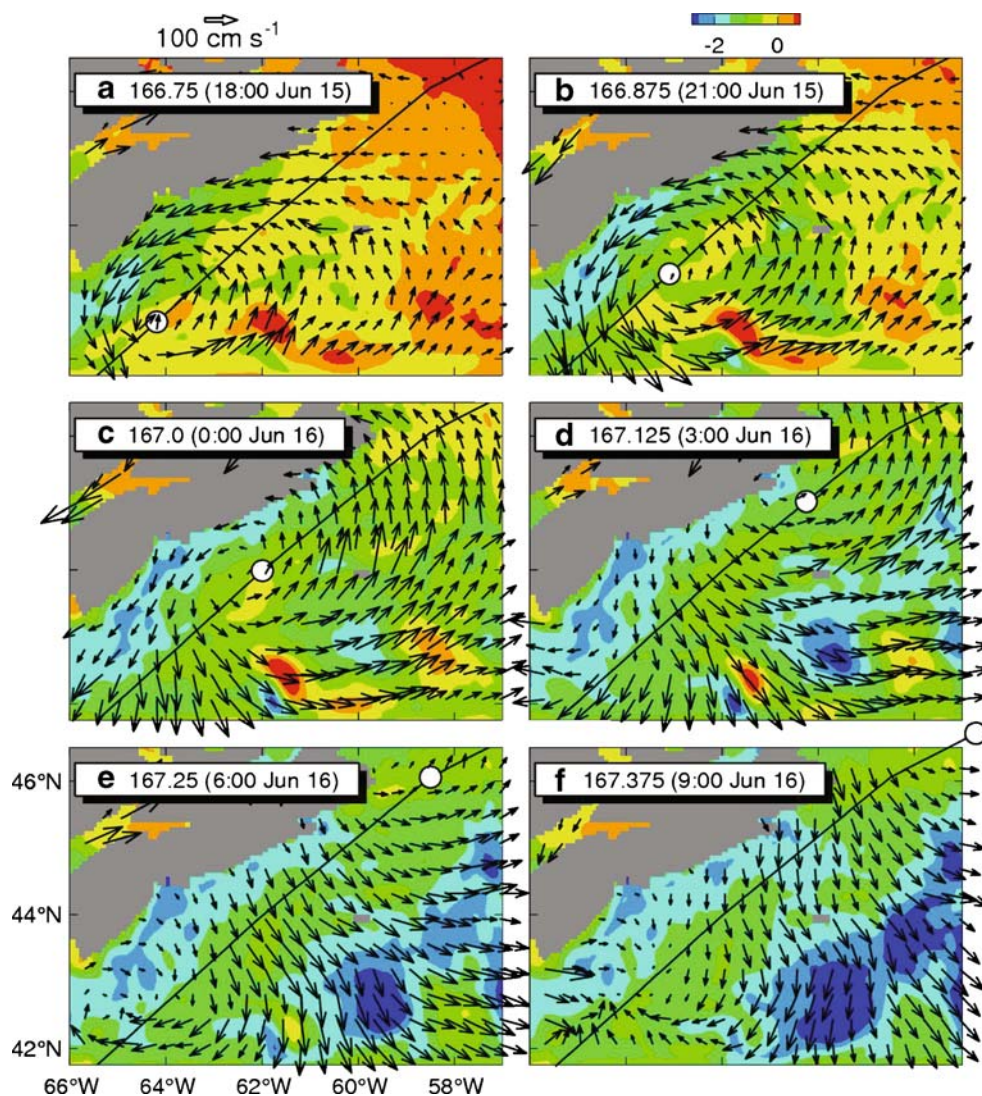 100 cm s⁻¹
-2 0
a 166.75 (18:00 Jun 15)
b 166.875 (21:00 Jun 15)
c 167.0 (0:00 Jun 16)
d 167.125 (3:00 Jun 16)
e 167.25 (6:00 Jun 16)
f 167.375 (9:00 Jun 16)
46°N
44°N
42°N
66°W 64°W 62°W 60°W 58°W